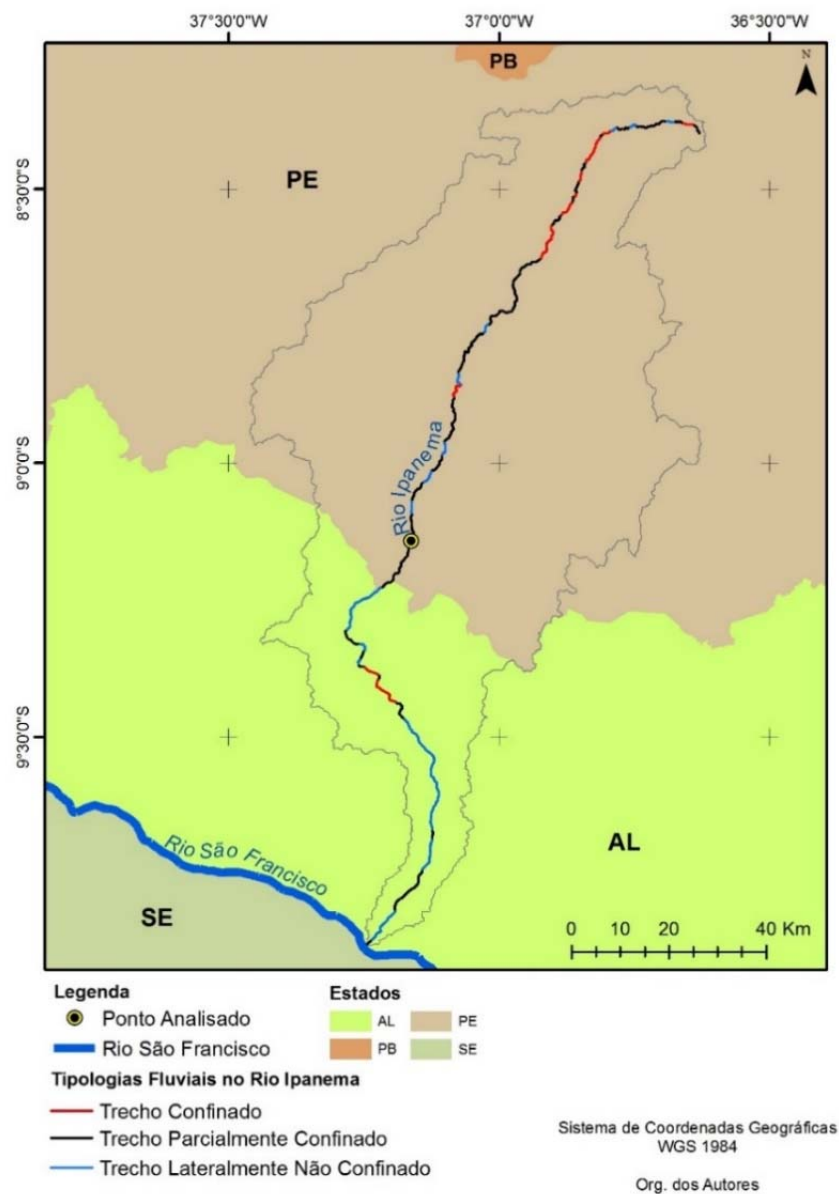 37°30'0"W
37°0'0"W
36°30'0"W
PB
N
PE
8°30'0"S
Rio Ipanema
9°0'0"S
9°30'0"S
Rio São Francisco
AL
SE
0 10 20 40 Km
Legenda
Ponto Analisado
Rio São Francisco
Estados
AL
PE
PB
SE
Tipologias Fluviais no Rio Ipanema
Trecho Confinado
Trecho Parcialmente Confinado
Trecho Lateralmente Não Confinado
Sistema de Coordenadas Geográficas
WGS 1984
Org. dos Autores